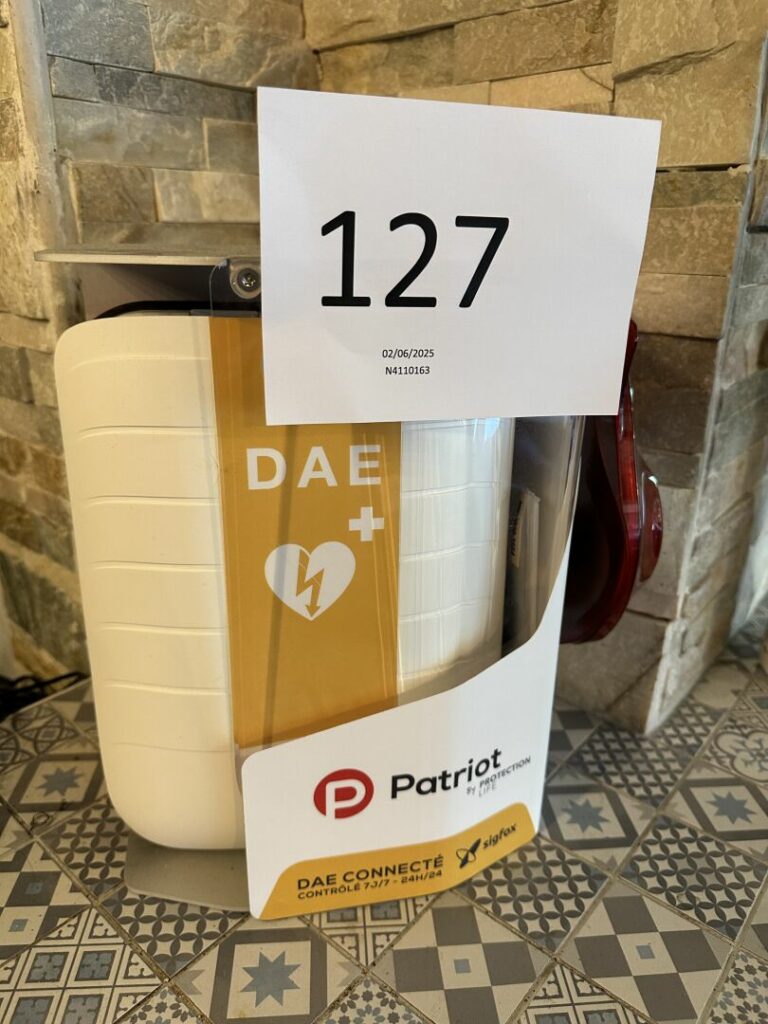 127
02/06/2025
N4110163
DAE
P Patriot
By PROTECTION
LIFE
DAE CONNECTÉ
CONTRÔLÉ 7J/7 - 24H/24
sigfox